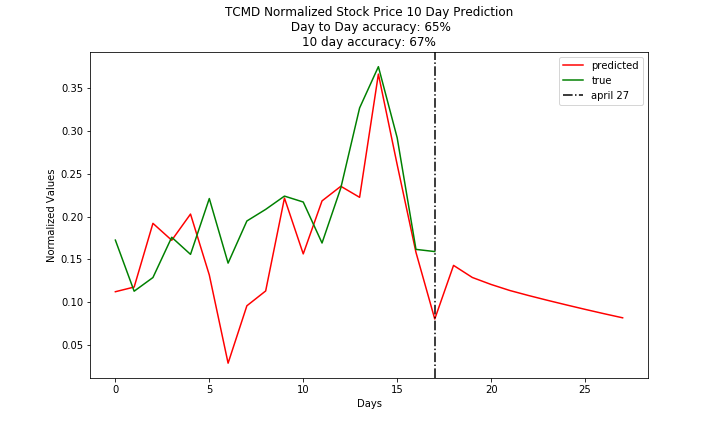 TCMD Normalized Stock Price 10 Day Prediction
Day to Day accuracy: 65%
10 day accuracy: 67%
predicted
true
april 27
0.35
0.30
0.25
0.20
0.15
0.10
0.05
Normalized Values
0 5 10 15 20 25
Days